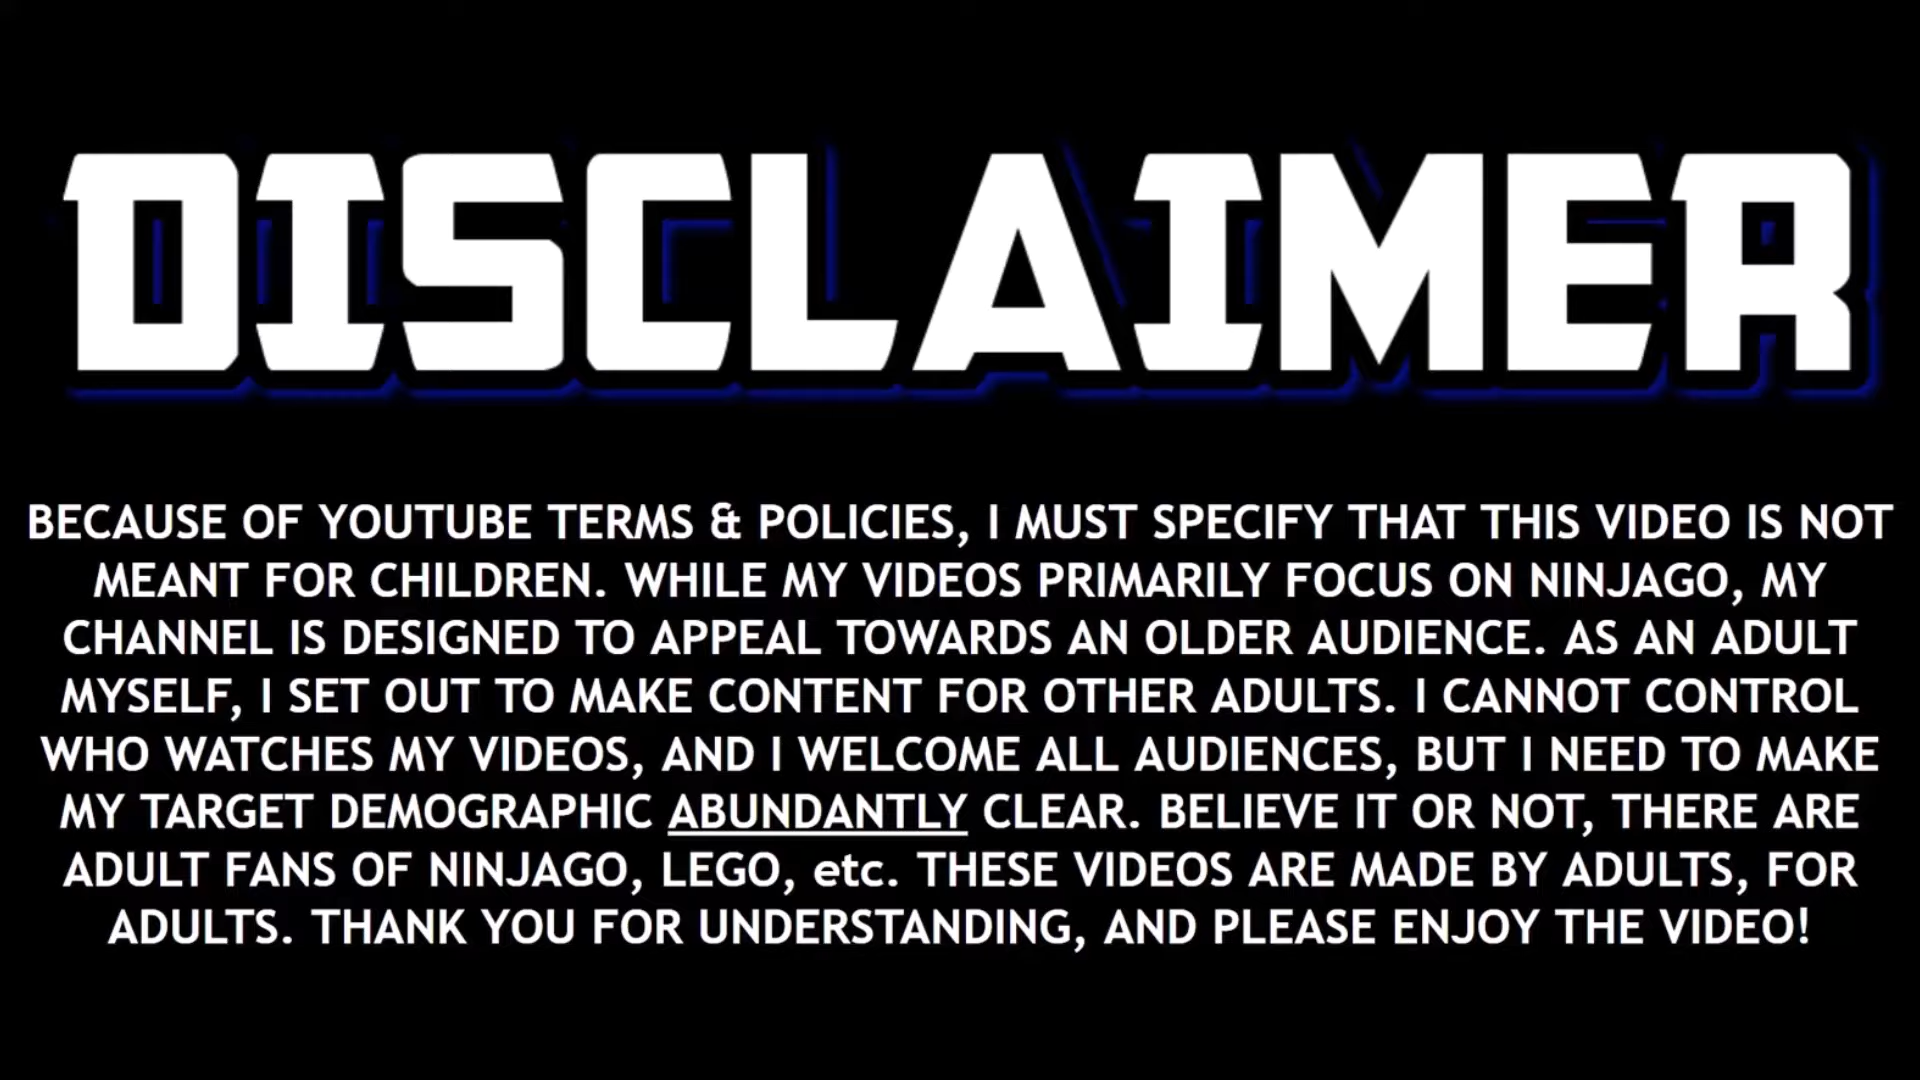 DISCLAIMER
BECAUSE OF YOUTUBE TERMS & POLICIES, I MUST SPECIFY THAT THIS VIDEO IS NOT
MEANT FOR CHILDREN. WHILE MY VIDEOS PRIMARILY FOCUS ON NINJAGO, MY
CHANNEL IS DESIGNED TO APPEAL TOWARDS AN OLDER AUDIENCE. AS AN ADULT
MYSELF, I SET OUT TO MAKE CONTENT FOR OTHER ADULTS. I CANNOT CONTROL
WHO WATCHES MY VIDEOS, AND I WELCOME ALL AUDIENCES, BUT I NEED TO MAKE
MY TARGET DEMOGRAPHIC ABUNDANTLY CLEAR. BELIEVE IT OR NOT, THERE ARE
ADULT FANS OF NINJAGO, LEGO, etc. THESE VIDEOS ARE MADE BY ADULTS, FOR
ADULTS. THANK YOU FOR UNDERSTANDING, AND PLEASE ENJOY THE VIDEO!